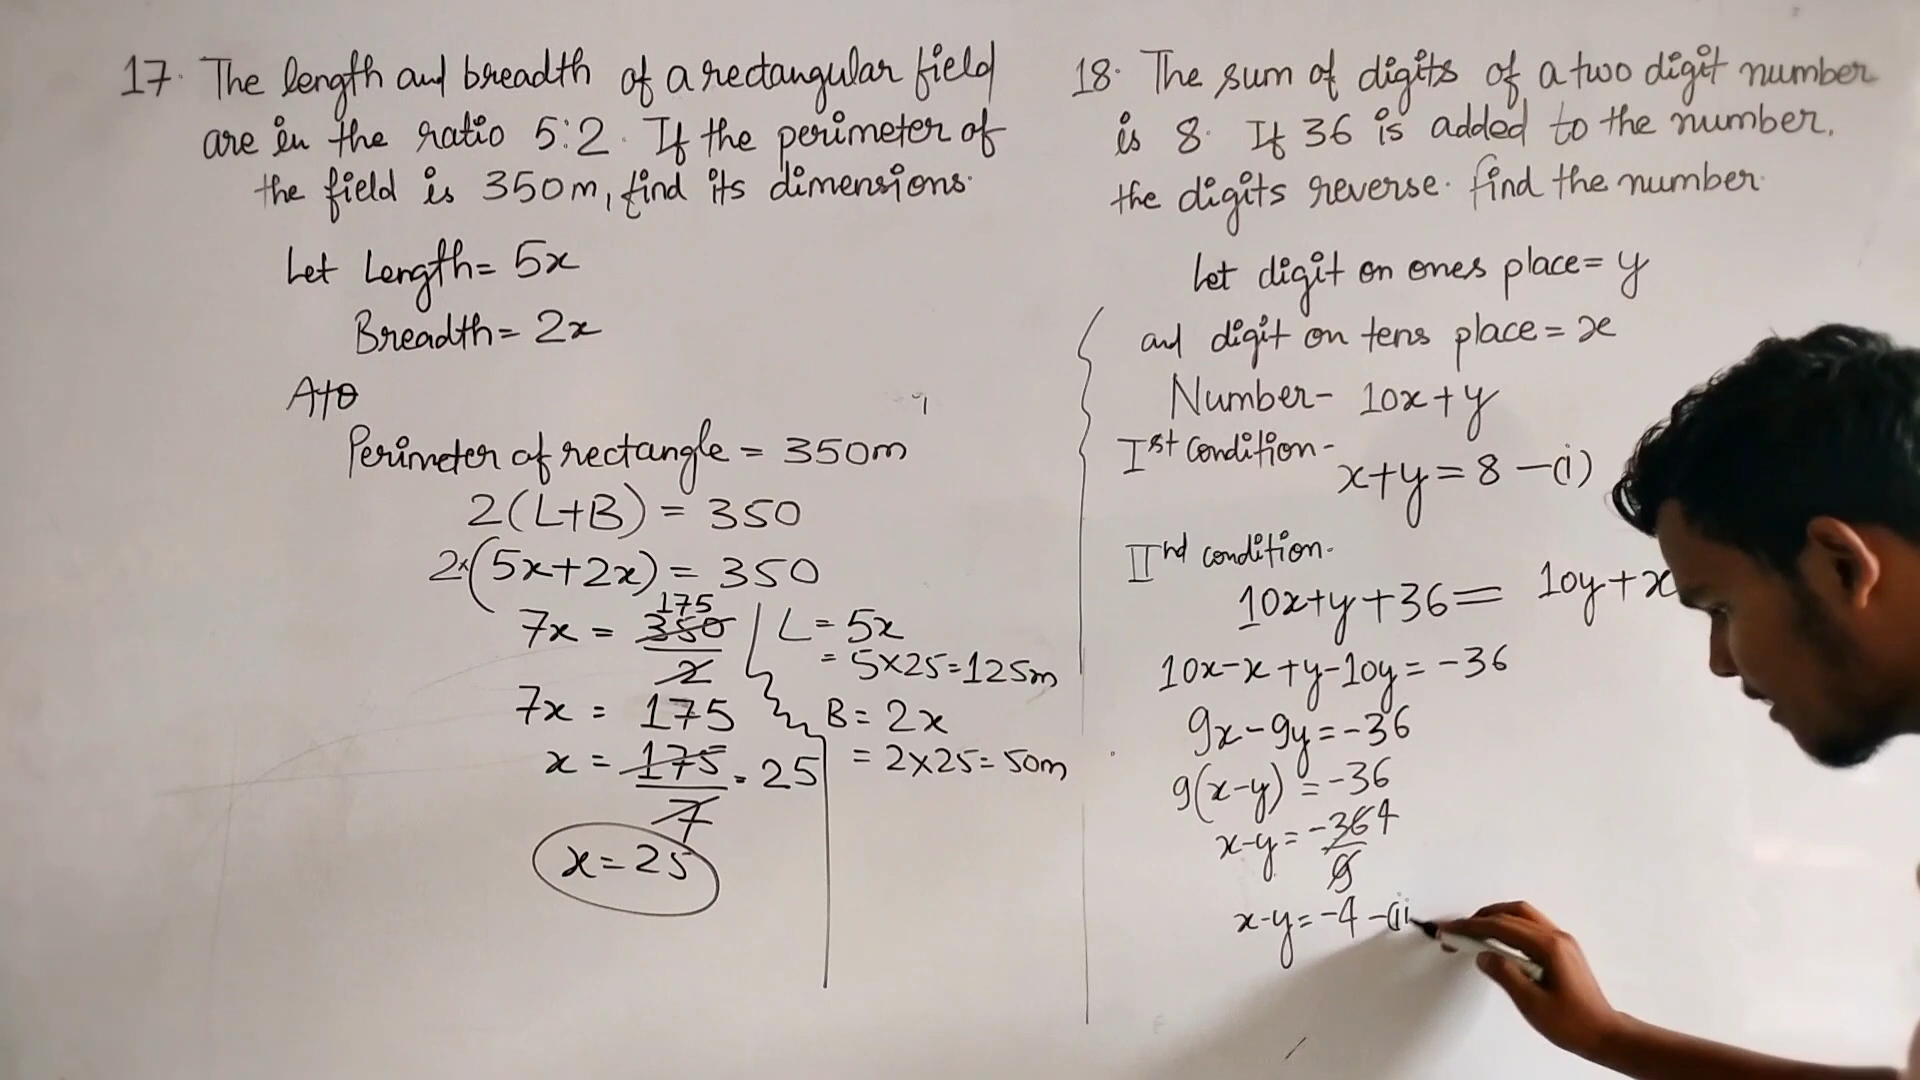 17. The length and breadth of a rectangular field
are in the ratio 5:2. If the perimeter of
the field is 350m, find its dimensions.
Let Length = 5x
Breadth = 2x
AtQ
Perimeter of rectangle = 350m
2(L+B) = 350
2×(5x+2x) = 350
175
7x = 350
2
7x = 175
x = 175 = 25
7
x = 25
L = 5x
= 5×25=125m
B = 2x
= 2×25=50m
18. The sum of digits of a two digit number
is 8. If 36 is added to the number,
the digits reverse. find the number.
Let digit on ones place = y
and digit on tens place = x
Number- 10x+y
Ist condition-
x+y = 8 -(i)
IInd condition-
10x+y+36 = 10y+x
10x-x+y-10y = -36
9x-9y = -36
9(x-y) = -36
x-y = -36 4
9
x-y = -4 -(ii